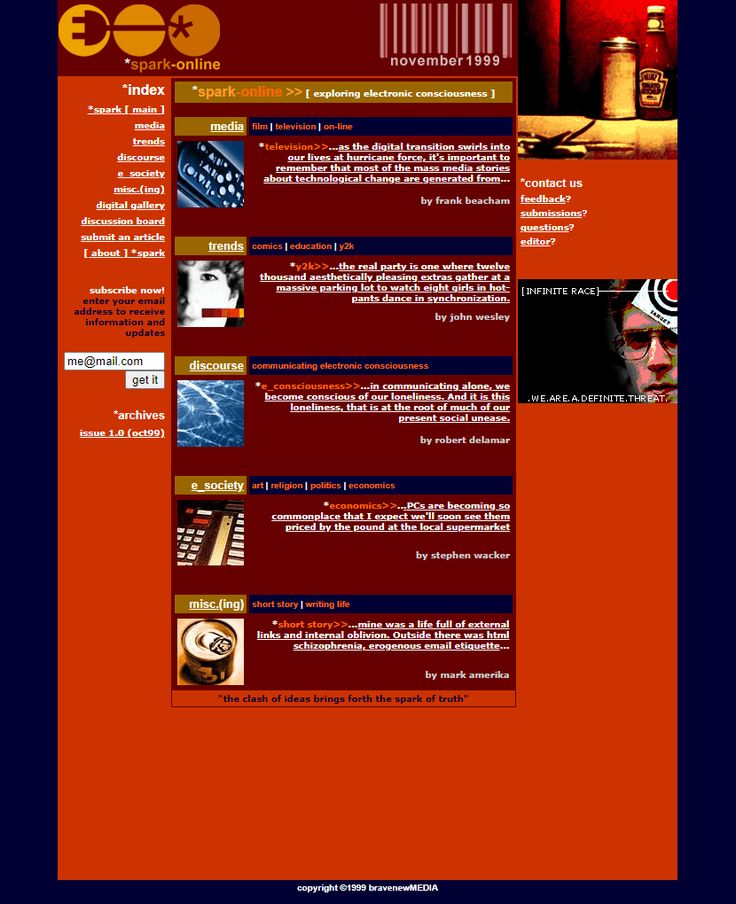 *spark-online
november1999
*index
*spark [ main ]
media
trends
discourse
e_society
misc.(ing)
digital gallery
discussion board
submit an article
[ about ] *spark
subscribe now!
enter your email
address to receive
information and
updates
me@mail.com
get it
*archives
issue 1.0 (oct99)
*spark-online >> [ exploring electronic consciousness ]
media
film | television | on-line
*television>>...as the digital transition swirls into
our lives at hurricane force, it's important to
remember that most of the mass media stories
about technological change are generated from...
by frank beacham
trends
comics | education | y2k
*y2k>>...the real party is one where twelve
thousand aesthetically pleasing extras gather at a
massive parking lot to watch eight girls in hot-
pants dance in synchronization.
by john wesley
discourse
communicating electronic consciousness
*e_consciousness>>...in communicating alone, we
become conscious of our loneliness. And it is this
loneliness, that is at the root of much of our
present social unease.
by robert delamar
e_society
art | religion | politics | economics
*economics>>...PCs are becoming so
commonplace that I expect we'll soon see them
priced by the pound at the local supermarket
by stephen wacker
misc.(ing)
short story | writing life
*short story>>...mine was a life full of external
links and internal oblivion. Outside there was html
schizophrenia, erogenous email etiquette...
by mark amerika
"the clash of ideas brings forth the spark of truth"
HEINZ
*contact us
feedback?
submissions?
questions?
editor?
[INFINITE RACE]
TARGET
.WE.ARE.A.DEFINITE.THREAT.
copyright ©1999 bravenewMEDIA